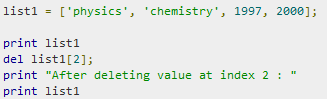 list1 = ['physics', 'chemistry', 1997, 2000];
print list1
del list1[2];
print "After deleting value at index 2 : "
print list1